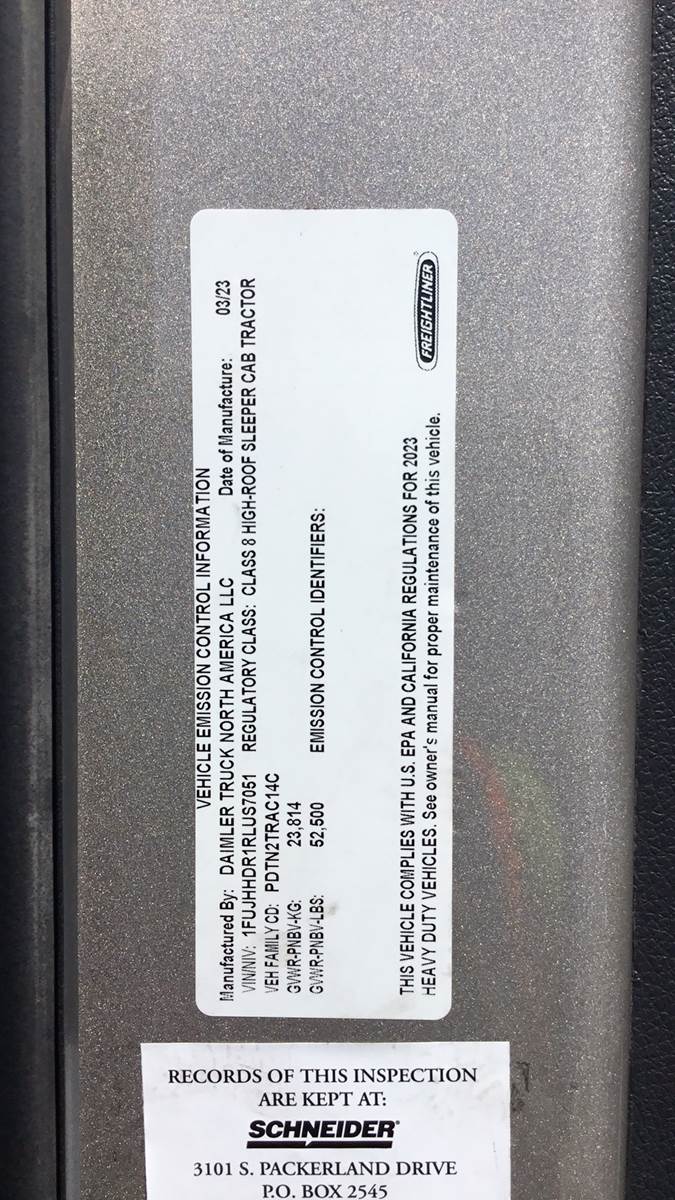 VEHICLE EMISSION CONTROL INFORMATION
Manufactured By: DAIMLER TRUCK NORTH AMERICA LLC Date of Manufacture: 03/23
VIN/NIV: 1FUJHHDR1RLUS7051 REGULATORY CLASS: CLASS 8 HIGH-ROOF SLEEPER CAB TRACTOR
VEH FAMILY CD: PDTN2TRAC14C
GVWR-PNBV-KG: 23,814
GVWR-PNBV-LBS: 52,500 EMISSION CONTROL IDENTIFIERS:
THIS VEHICLE COMPLIES WITH U.S. EPA AND CALIFORNIA REGULATIONS FOR 2023
HEAVY DUTY VEHICLES. See owner's manual for proper maintenance of this vehicle.
FREIGHTLINER
RECORDS OF THIS INSPECTION
ARE KEPT AT:
SCHNEIDER®
3101 S. PACKERLAND DRIVE
P.O. BOX 2545